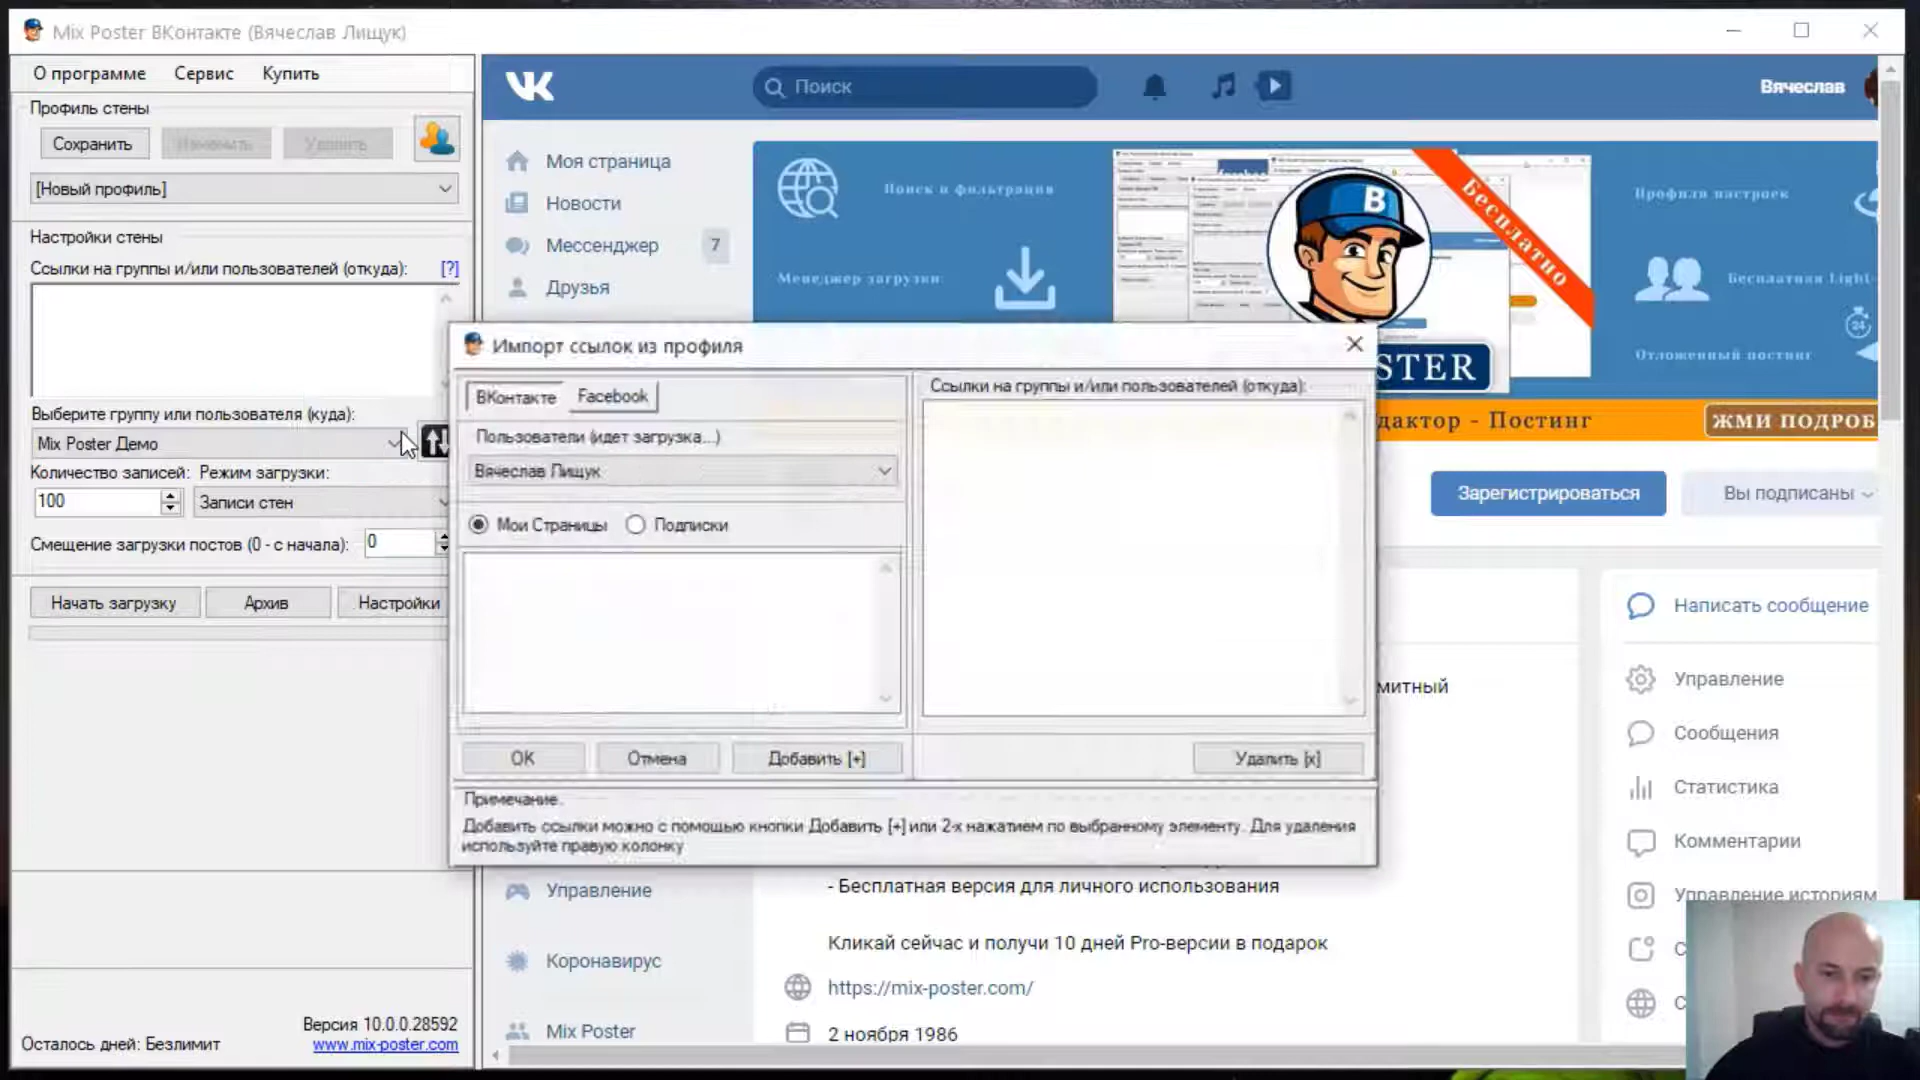 Mix Poster ВКонтакте (Вячеслав Лищук)
О программе Сервис Купить
Профиль стены
Сохранить Изменить Удалить
[Новый профиль]
Настройки стены
Ссылки на группы и/или пользователей (откуда): [?]
Выберите группу или пользователя (куда):
Mix Poster Демо
Количество записей: Режим загрузки:
100 Записи стен
Смещение загрузки постов (0 - с начала): 0
Начать загрузку Архив Настройки
Версия 10.0.0.28592
Осталось дней: Безлимит www.mix-poster.com
Поиск
Вячеслав
Моя страница
Новости
Мессенджер 7
Друзья
Поиск и фильтрация
Менеджер загрузки
В
Бесплатно
Профили настроек
Бесплатная Light-
24
Отложенный постинг
STER
дактор - Постинг ЖМИ ПОДРОБ
Импорт ссылок из профиля
ВКонтакте Facebook
Пользователи (идет загрузка...)
Вячеслав Лищук
Мои Страницы Подписки
Ссылки на группы и/или пользователей (откуда):
OK Отмена Добавить [+] Удалить [x]
Примечание.
Добавить ссылки можно с помощью кнопки Добавить [+] или 2-х нажатием по выбранному элементу. Для удаления
используйте правую колонку
Зарегистрироваться Вы подписаны
митный
Написать сообщение
Управление
Сообщения
Статистика
Комментарии
Управление историям
С
С
Управление
Коронавирус
Mix Poster
- Бесплатная версия для личного использования
Кликай сейчас и получи 10 дней Pro-версии в подарок
https://mix-poster.com/
2 ноября 1986